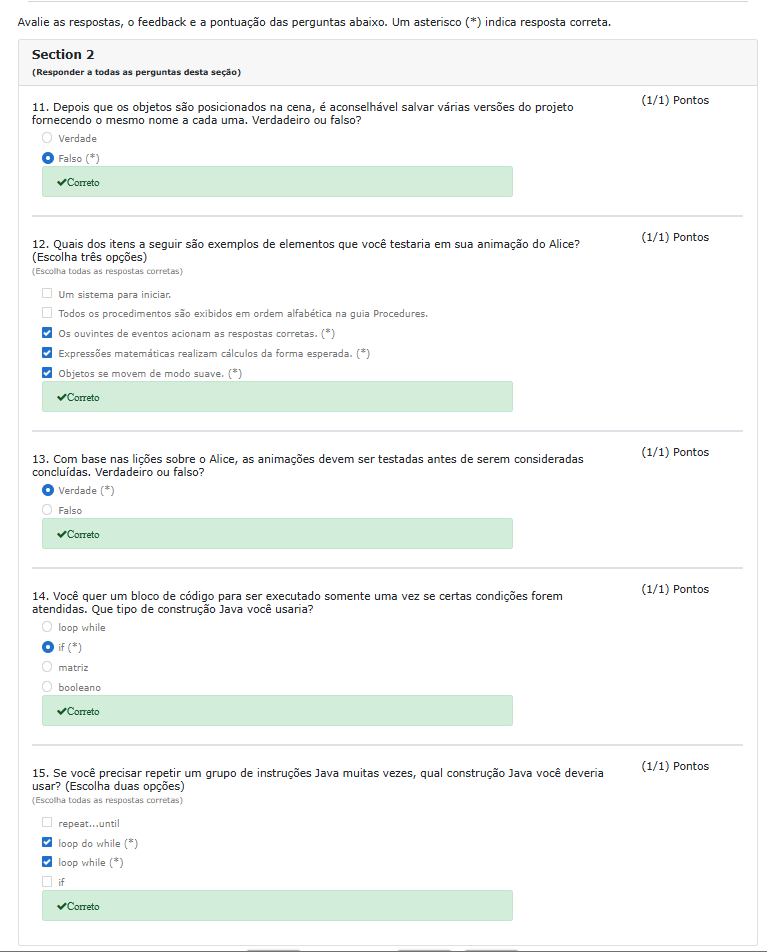 Avalie as respostas, o feedback e a pontuação das perguntas abaixo. Um asterisco (*) indica resposta correta.
Section 2
(Responder a todas as perguntas desta seção)
11. Depois que os objetos são posicionados na cena, é aconselhável salvar várias versões do projeto
fornecendo o mesmo nome a cada uma. Verdadeiro ou falso?
(1/1) Pontos
Verdade
Falso (*)
✔Correto
12. Quais dos itens a seguir são exemplos de elementos que você testaria em sua animação do Alice?
(Escolha três opções)
(1/1) Pontos
(Escolha todas as respostas corretas)
Um sistema para iniciar.
Todos os procedimentos são exibidos em ordem alfabética na guia Procedures.
Os ouvintes de eventos acionam as respostas corretas. (*)
Expressões matemáticas realizam cálculos da forma esperada. (*)
Objetos se movem de modo suave. (*)
✔Correto
13. Com base nas lições sobre o Alice, as animações devem ser testadas antes de serem consideradas
concluídas. Verdadeiro ou falso?
(1/1) Pontos
Verdade (*)
Falso
✔Correto
14. Você quer um bloco de código para ser executado somente uma vez se certas condições forem
atendidas. Que tipo de construção Java você usaria?
(1/1) Pontos
loop while
if (*)
matriz
booleano
✔Correto
15. Se você precisar repetir um grupo de instruções Java muitas vezes, qual construção Java você deveria
usar? (Escolha duas opções)
(1/1) Pontos
(Escolha todas as respostas corretas)
repeat...until
loop do while (*)
loop while (*)
if
✔Correto